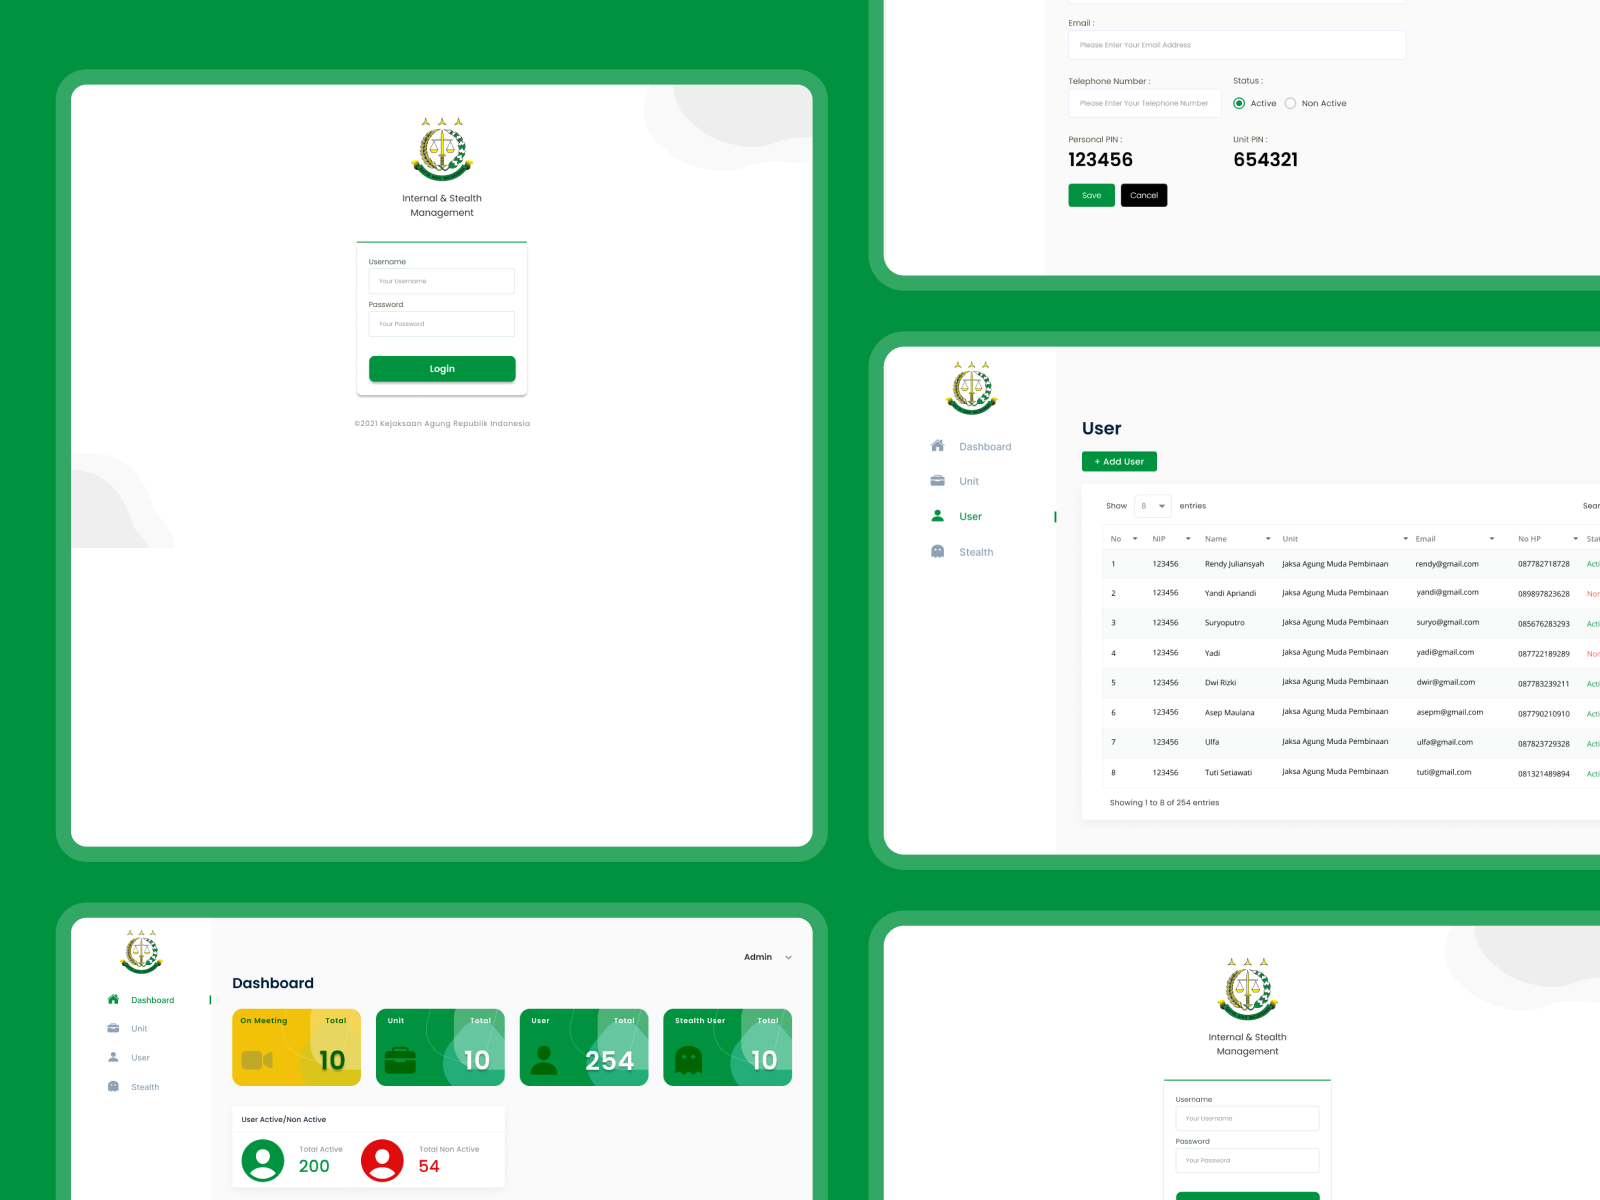 Internal & Stealth
Management
Username
Your Username
Password
Your Password
Login
©2021 Kejaksaan Agung Republik Indonesia
Email :
Please Enter Your Email Address
Telephone Number :
Status :
Please Enter Your Telephone Number
Active
Non Active
Personal PIN :
Unit PIN :
123456
654321
Save
Cancel
Dashboard
Unit
User
Stealth
User
+ Add User
Show 8 entries
Sear
No NIP Name Unit Email No HP Stat
1 123456 Rendy Juliansyah Jaksa Agung Muda Pembinaan rendy@gmail.com 087782718728 Acti
2 123456 Yandi Apriandi Jaksa Agung Muda Pembinaan yandi@gmail.com 089897823628 Non
3 123456 Suryoputro Jaksa Agung Muda Pembinaan suryo@gmail.com 085676283293 Acti
4 123456 Yadi Jaksa Agung Muda Pembinaan yadi@gmail.com 087722189289 Non
5 123456 Dwi Rizki Jaksa Agung Muda Pembinaan dwir@gmail.com 087783239211 Acti
6 123456 Asep Maulana Jaksa Agung Muda Pembinaan asepm@gmail.com 087790210910 Acti
7 123456 Ulfa Jaksa Agung Muda Pembinaan ulfa@gmail.com 087823729328 Acti
8 123456 Tuti Setiawati Jaksa Agung Muda Pembinaan tuti@gmail.com 081321489894 Acti
Showing 1 to 8 of 254 entries
Dashboard
Unit
User
Stealth
Admin
Dashboard
On Meeting Total
10
Unit Total
10
User Total
254
Stealth User Total
10
User Active/Non Active
Total Active
200
Total Non Active
54
Internal & Stealth
Management
Username
Your Username
Password
Your Password